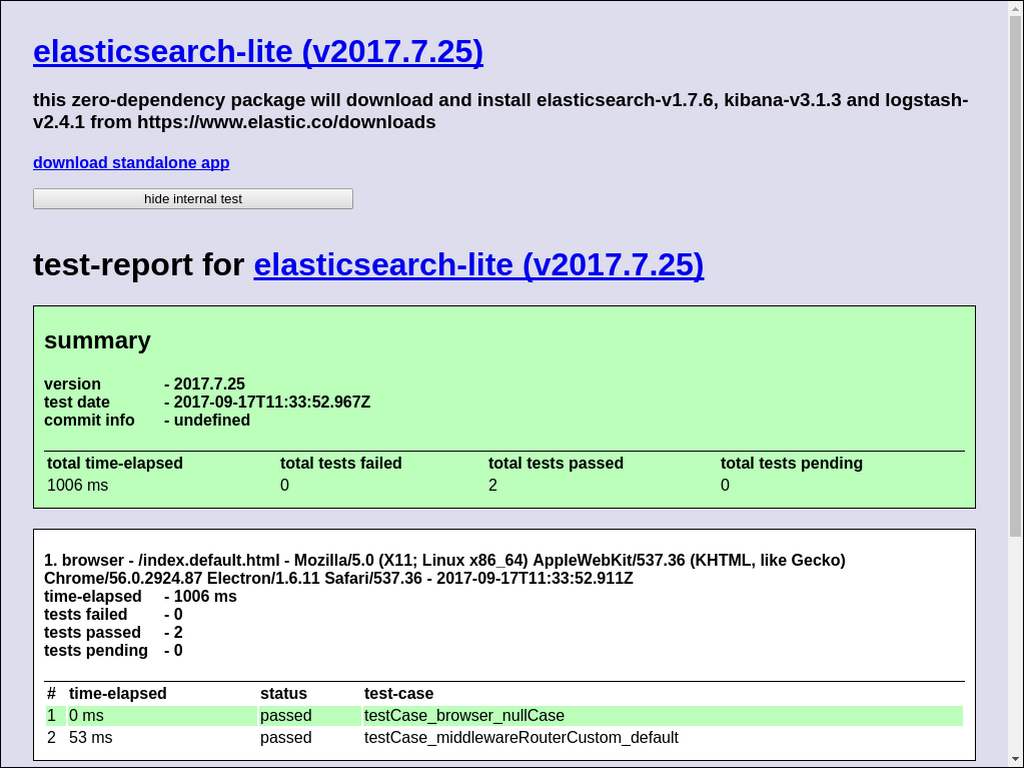 elasticsearch-lite (v2017.7.25)
this zero-dependency package will download and install elasticsearch-v1.7.6, kibana-v3.1.3 and logstash-
v2.4.1 from https://www.elastic.co/downloads
download standalone app
hide internal test
test-report for elasticsearch-lite (v2017.7.25)
summary
version - 2017.7.25
test date - 2017-09-17T11:33:52.967Z
commit info - undefined
total time-elapsed total tests failed total tests passed total tests pending
1006 ms 0 2 0
1. browser - /index.default.html - Mozilla/5.0 (X11; Linux x86_64) AppleWebKit/537.36 (KHTML, like Gecko)
Chrome/56.0.2924.87 Electron/1.6.11 Safari/537.36 - 2017-09-17T11:33:52.911Z
time-elapsed - 1006 ms
tests failed - 0
tests passed - 2
tests pending - 0
# time-elapsed status test-case
1 0 ms passed testCase_browser_nullCase
2 53 ms passed testCase_middlewareRouterCustom_default